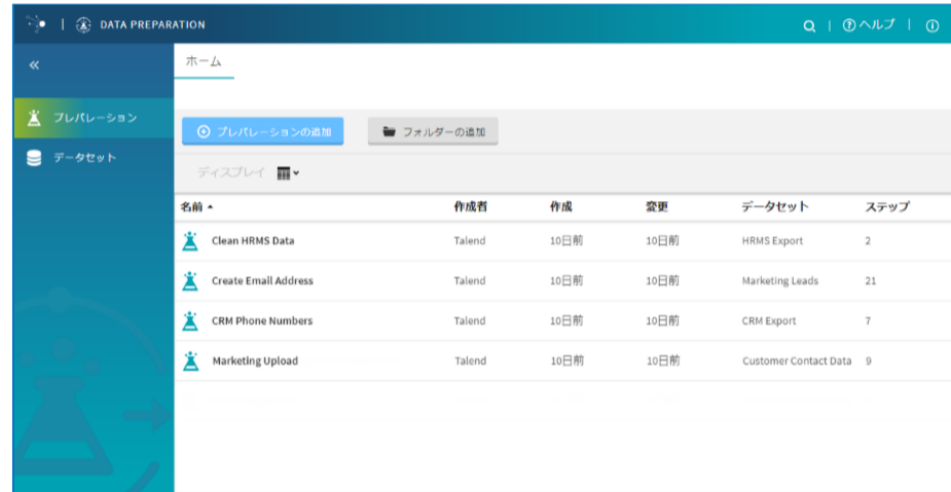 DATA PREPARATION
ヘルプ
ホーム
プレパレーション
データセット
プレパレーションの追加
フォルダーの追加
ディスプレイ
名前 作成者 作成 変更 データセット ステップ
Clean HRMS Data Talend 10日前 10日前 HRMS Export 2
Create Email Address Talend 10日前 10日前 Marketing Leads 21
CRM Phone Numbers Talend 10日前 10日前 CRM Export 7
Marketing Upload Talend 10日前 10日前 Customer Contact Data 9